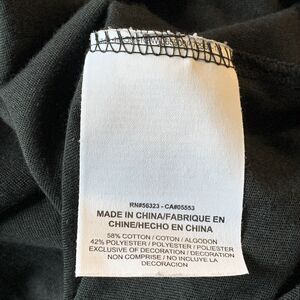 RN#56323 - CA#05553
MADE IN CHINA/FABRIQUE EN
CHINE/HECHO EN CHINA
58% COTTON / COTON / ALGODON
42% POLYESTER / POLYESTER / POLIESTER
EXCLUSIVE OF DECORATION / DECORATION
NON COMPRISE / NO INCLUYE LA
DECORACION